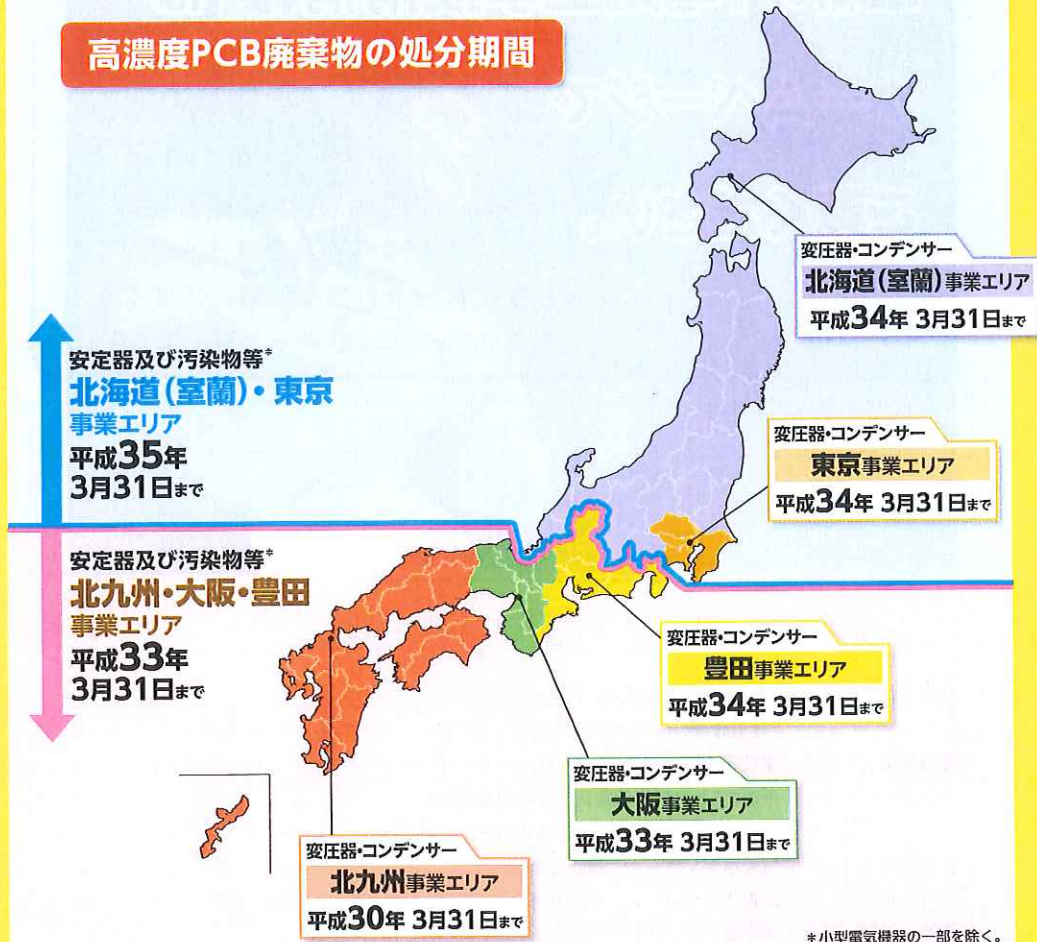 高濃度PCB廃棄物の処分期間
変圧器・コンデンサー
北海道(室蘭)事業エリア
平成34年 3月31日まで
安定器及び汚染物等*
北海道(室蘭)・東京
事業エリア
平成35年
3月31日まで
変圧器・コンデンサー
東京事業エリア
平成34年 3月31日まで
安定器及び汚染物等*
北九州・大阪・豊田
事業エリア
平成33年
3月31日まで
変圧器・コンデンサー
豊田事業エリア
平成34年 3月31日まで
変圧器・コンデンサー
大阪事業エリア
平成33年 3月31日まで
変圧器・コンデンサー
北九州事業エリア
平成30年 3月31日まで
*小型電気機器の一部を除く。